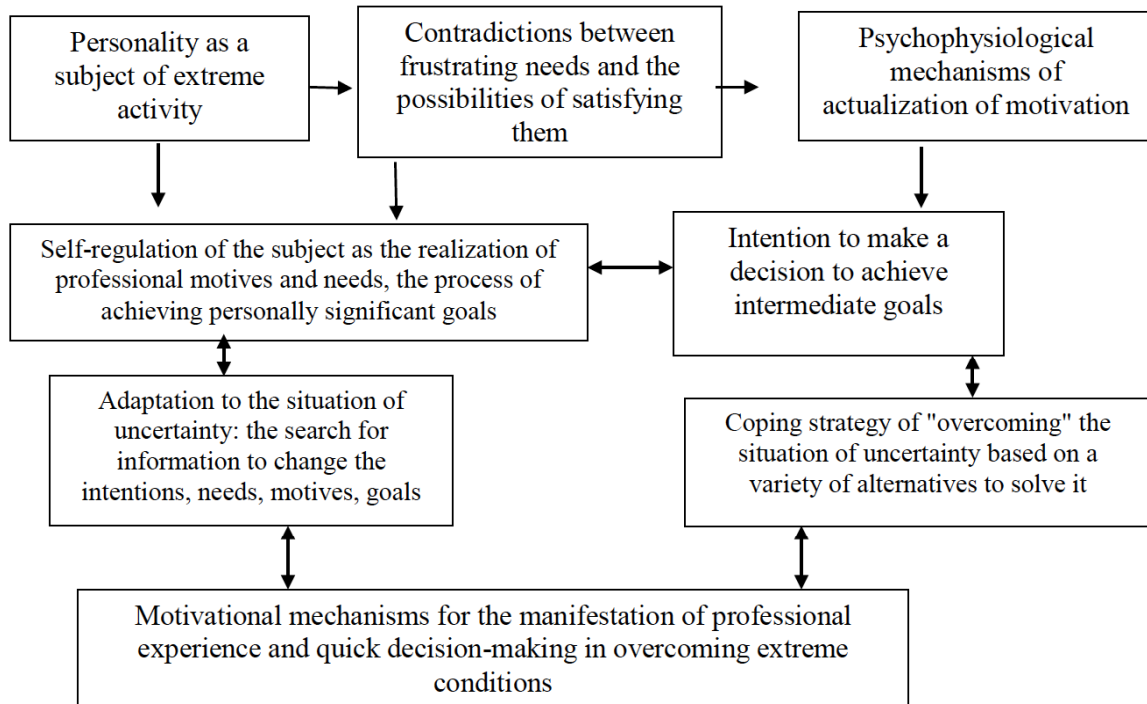 Personality as a
subject of extreme
activity
Contradictions between
frustrating needs and the
possibilities of satisfying
them
Psychophysiological
mechanisms of
actualization of motivation
Self-regulation of the subject as the realization of
professional motives and needs, the process of
achieving personally significant goals
Intention to make a
decision to achieve
intermediate goals
Adaptation to the situation of
uncertainty: the search for
information to change the
intentions, needs, motives, goals
Coping strategy of "overcoming" the
situation of uncertainty based on a
variety of alternatives to solve it
Motivational mechanisms for the manifestation of professional
experience and quick decision-making in overcoming extreme
conditions